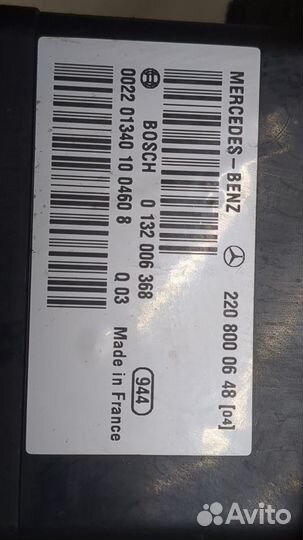 MERCEDES-BENZ 220 800 06 48 [04]
BOSCH 0 132 006 368 944
0022 01340 10 0460 8 Q 03 Made in France
Avito